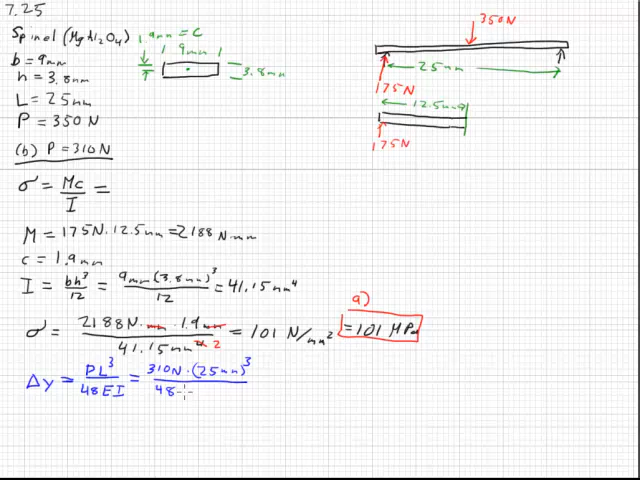 7.25
Spinel (MgAl2O4)
b = 9mm
h = 3.8mm
L = 25mm
P = 350 N
(b) P = 310N
1.9mm = C
9mm
3.8mm
350N
25mm
175N
12.5mm
175N
σ = Mc/I =
M = 175N·12.5mm = 2188 N·mm
c = 1.9mm
I = bh³/12 = 9mm(3.8mm)³/12 = 41.15mm⁴
a)
σ = 2188N·mm·1.9mm/41.15mm⁴ 2 = 101 N/mm² = 101 MPa
Δy = PL³/48EI = 310N·(25mm)³/48·